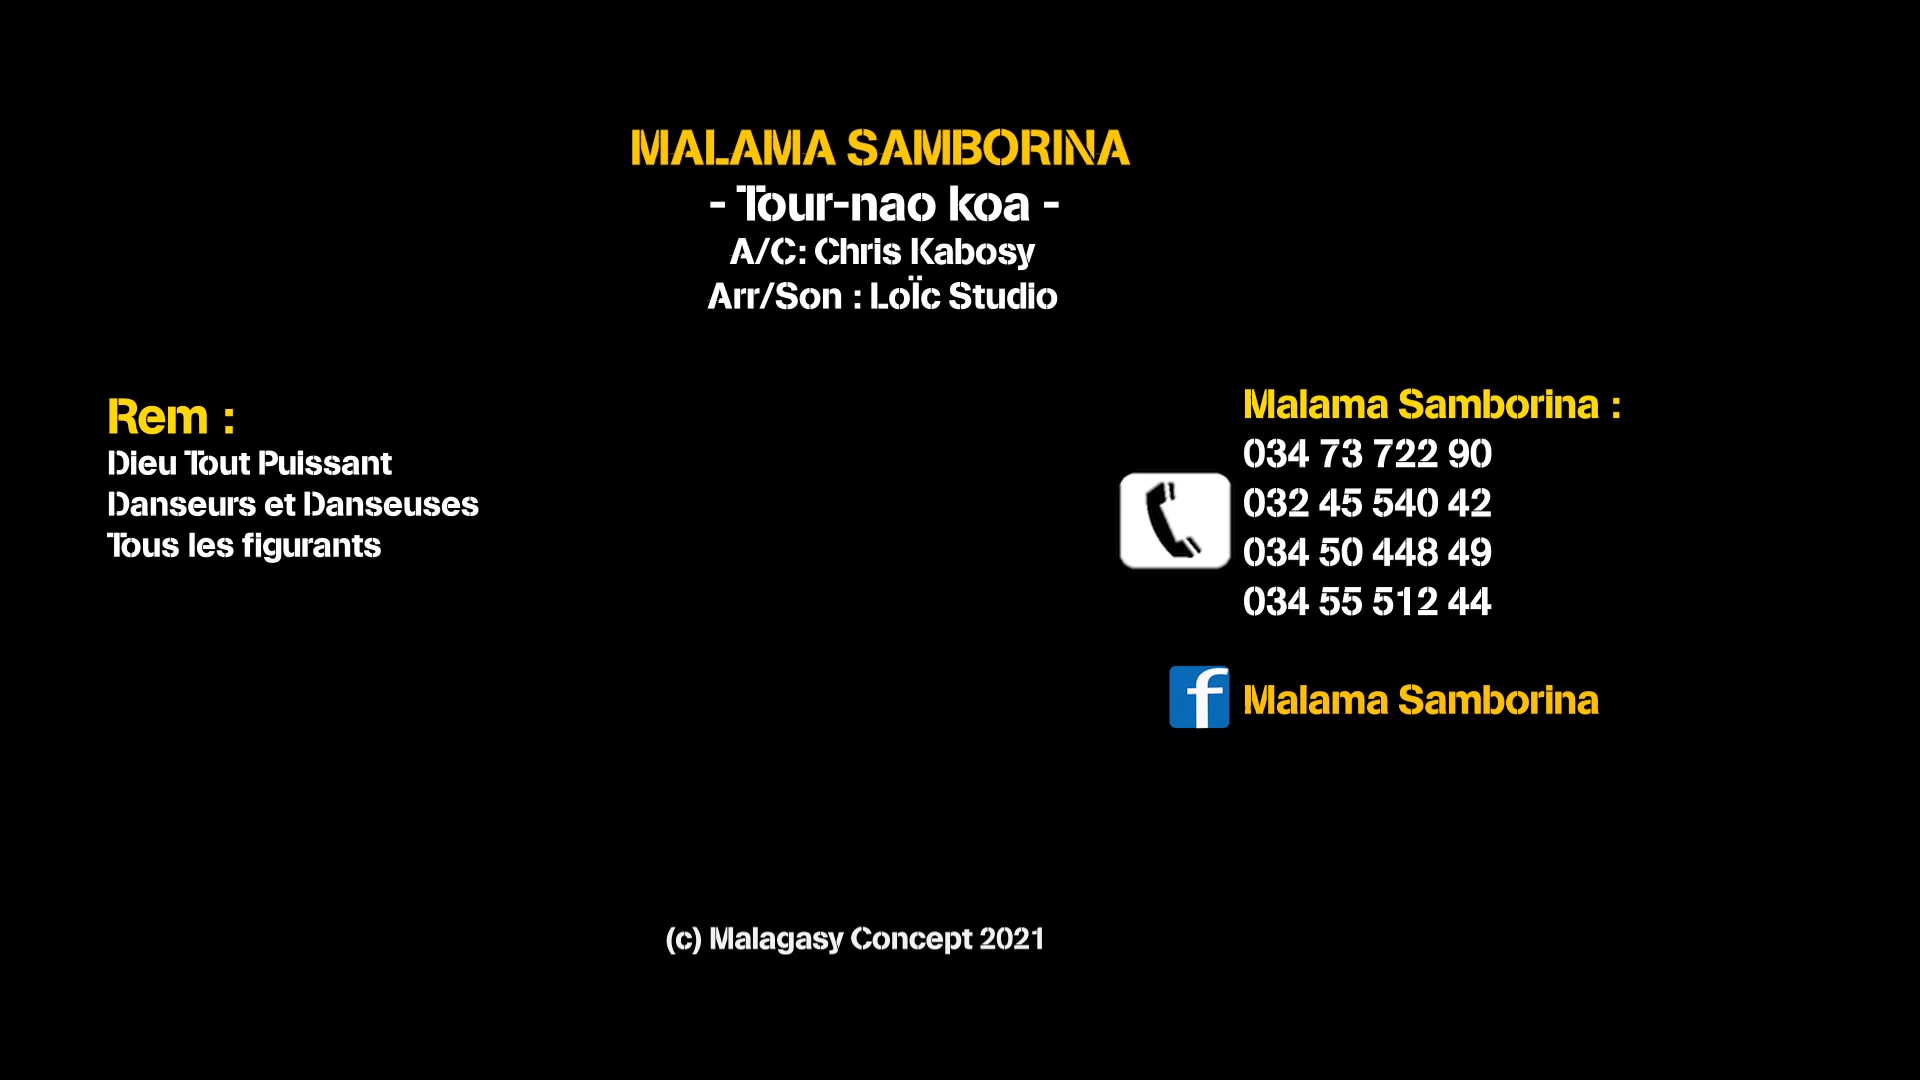 MALAMA SAMBORINA
- Tour-nao koa -
A/C: Chris Kabosy
Arr/Son : LoÏc Studio
Rem :
Dieu Tout Puissant
Danseurs et Danseuses
Tous les figurants
Malama Samborina :
034 73 722 90
032 45 540 42
034 50 448 49
034 55 512 44
f Malama Samborina
(c) Malagasy Concept 2021